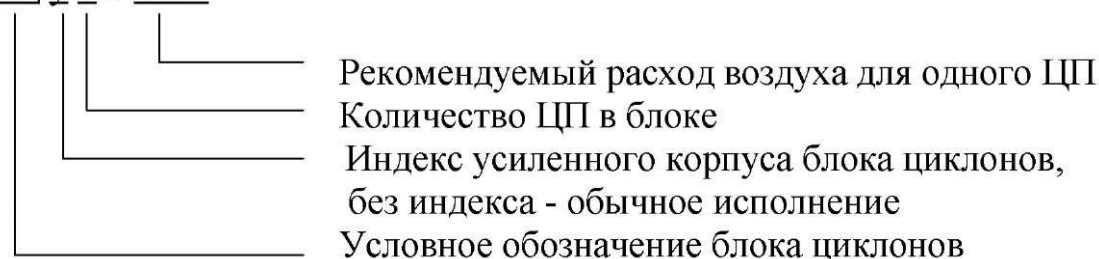 Рекомендуемый расход воздуха для одного ЦП
Количество ЦП в блоке
Индекс усиленного корпуса блока циклонов,
без индекса - обычное исполнение
Условное обозначение блока циклонов